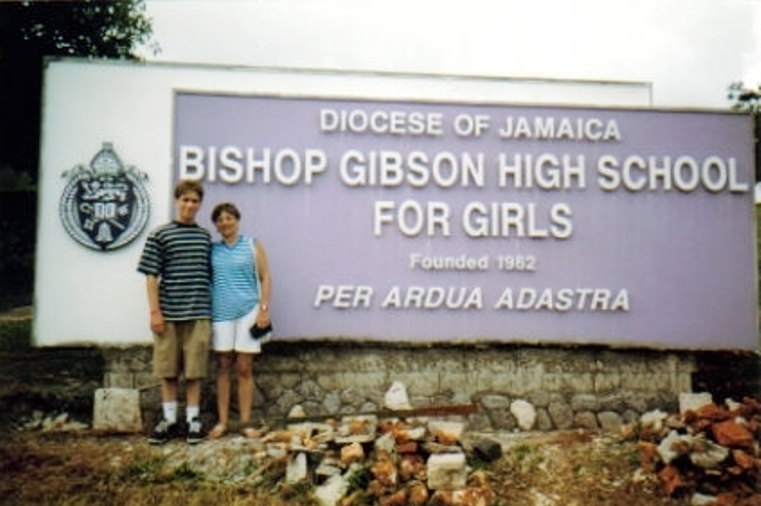 DIOCESE OF JAMAICA
BISHOP GIBSON HIGH SCHOOL
FOR GIRLS
Founded 1962
PER ARDUA ADASTRA